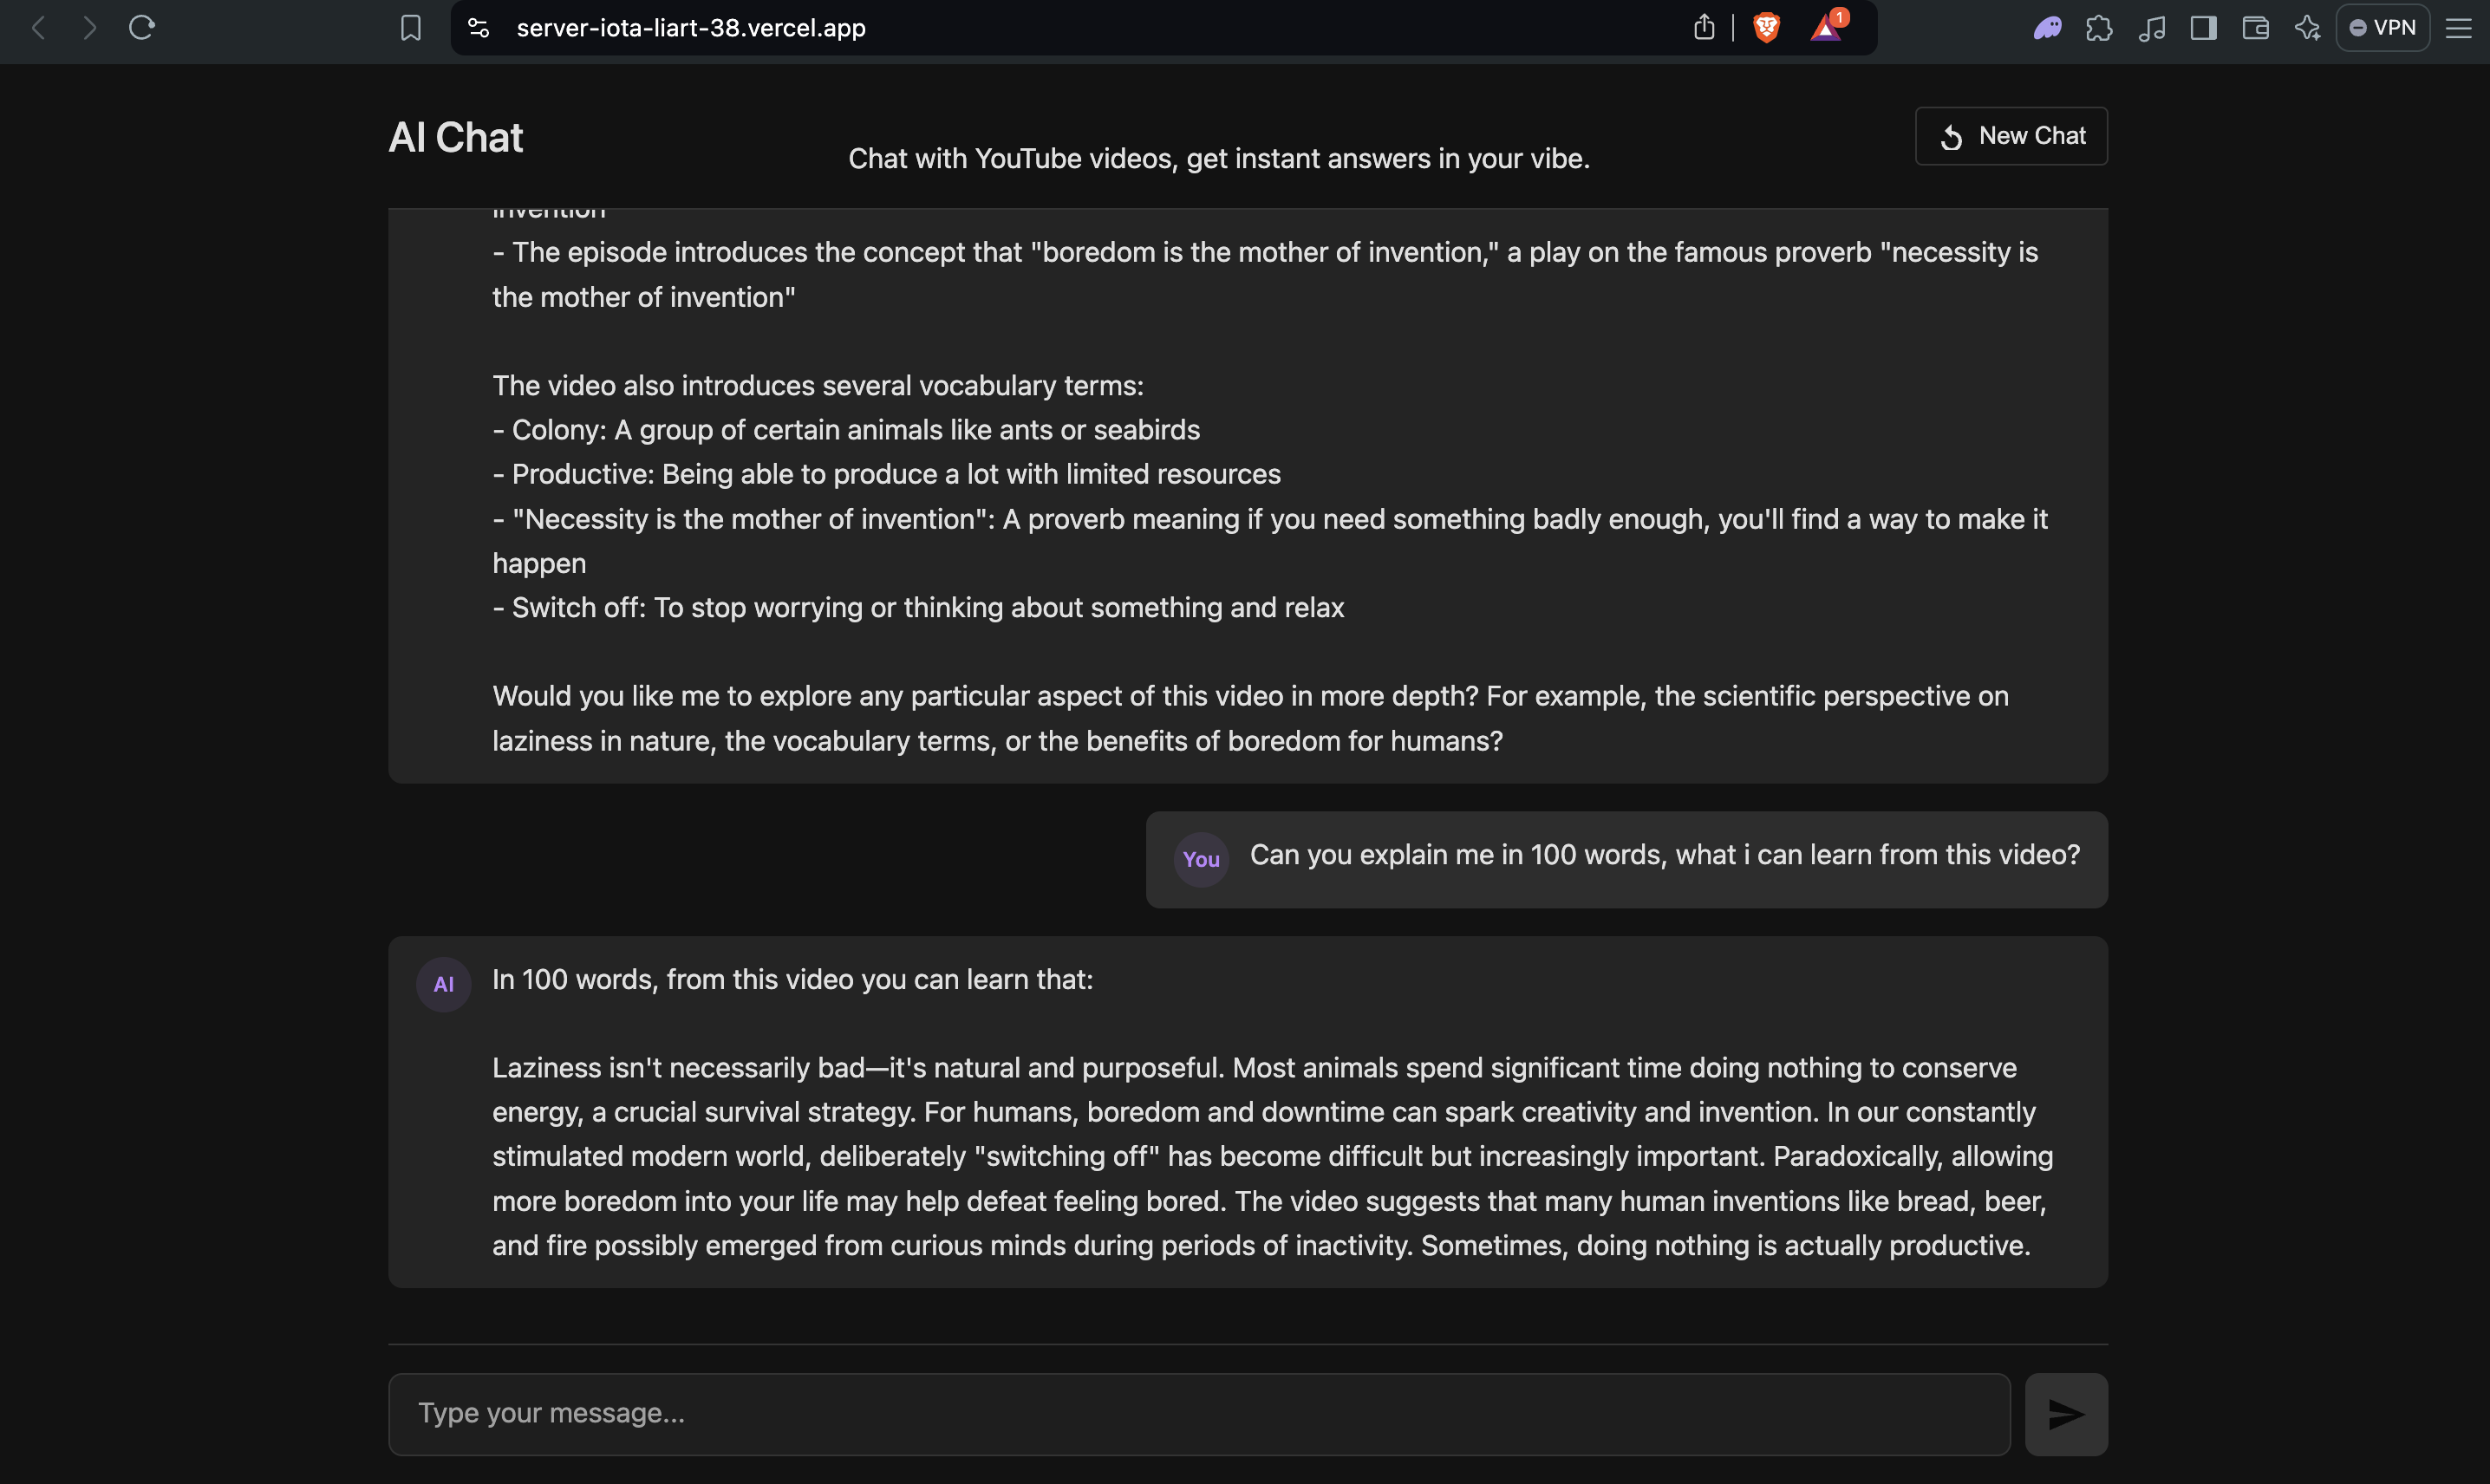 server-iota-liart-38.vercel.app
1
VPN
AI Chat
Chat with YouTube videos, get instant answers in your vibe.
New Chat
invention
- The episode introduces the concept that "boredom is the mother of invention," a play on the famous proverb "necessity is
the mother of invention"
The video also introduces several vocabulary terms:
- Colony: A group of certain animals like ants or seabirds
- Productive: Being able to produce a lot with limited resources
- "Necessity is the mother of invention": A proverb meaning if you need something badly enough, you'll find a way to make it
happen
- Switch off: To stop worrying or thinking about something and relax
Would you like me to explore any particular aspect of this video in more depth? For example, the scientific perspective on
laziness in nature, the vocabulary terms, or the benefits of boredom for humans?
You
Can you explain me in 100 words, what i can learn from this video?
AI
In 100 words, from this video you can learn that:
Laziness isn't necessarily bad—it's natural and purposeful. Most animals spend significant time doing nothing to conserve
energy, a crucial survival strategy. For humans, boredom and downtime can spark creativity and invention. In our constantly
stimulated modern world, deliberately "switching off" has become difficult but increasingly important. Paradoxically, allowing
more boredom into your life may help defeat feeling bored. The video suggests that many human inventions like bread, beer,
and fire possibly emerged from curious minds during periods of inactivity. Sometimes, doing nothing is actually productive.
Type your message...